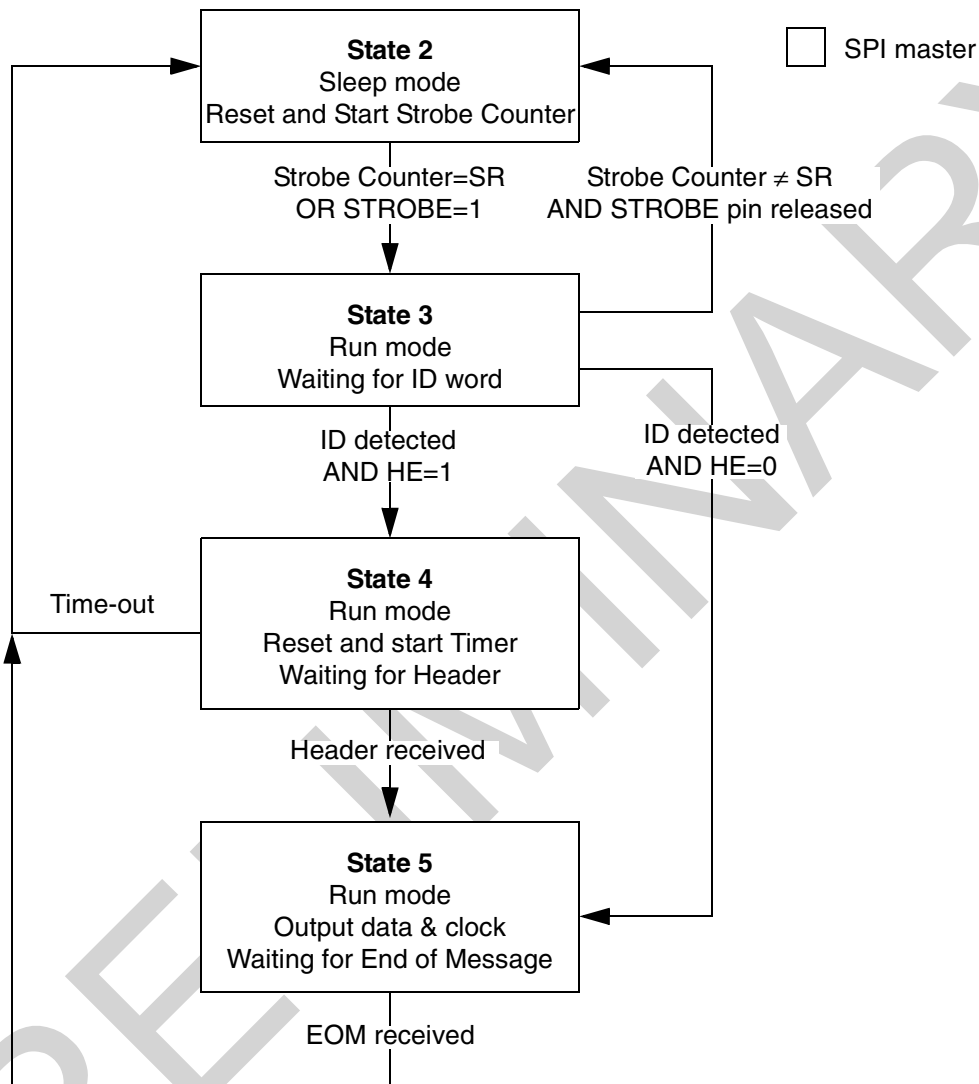 State 2
Sleep mode
Reset and Start Strobe Counter
SPI master
Strobe Counter=SR
OR STROBE=1
Strobe Counter ≠ SR
AND STROBE pin released
State 3
Run mode
Waiting for ID word
ID detected
AND HE=1
ID detected
AND HE=0
State 4
Run mode
Reset and start Timer
Waiting for Header
Time-out
Header received
State 5
Run mode
Output data & clock
Waiting for End of Message
EOM received